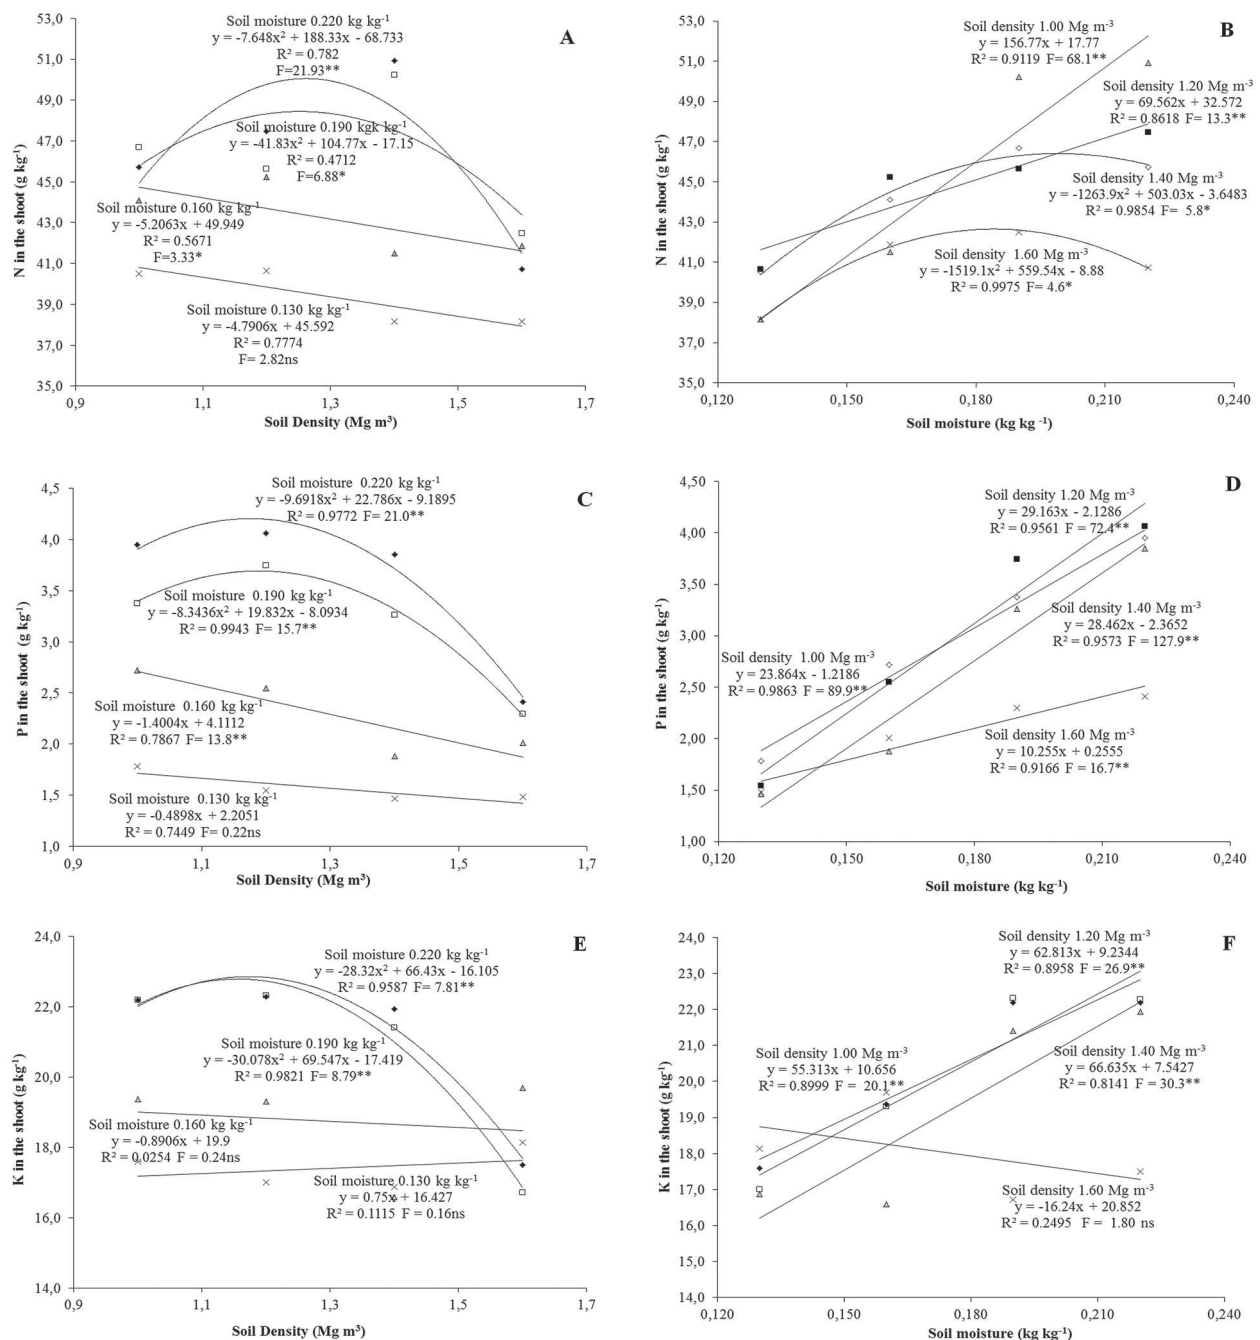 A
Soil moisture 0.220 kg kg⁻¹
y = -7.648x² + 188.33x - 68.733
R² = 0.782
F=21.93**
Soil moisture 0.190 kgk kg⁻¹
y = -41.83x² + 104.77x - 17.15
R² = 0.4712
F=6.88*
Soil moisture 0.160 kg kg⁻¹
y = -5.2063x + 49.949
R² = 0.5671
F=3.33*
Soil moisture 0.130 kg kg⁻¹
y = -4.7906x + 45.592
R² = 0.7774
F= 2.82ns
N in the shoot (g kg⁻¹)
53,0
51,0
49,0
47,0
45,0
43,0
41,0
39,0
37,0
35,0
0,9 1,1 1,3 1,5 1,7
Soil Density (Mg m³)
B
Soil density 1.00 Mg m⁻³
y = 156.77x + 17.77
R² = 0.9119 F= 68.1**
Soil density 1.20 Mg m⁻³
y = 69.562x + 32.572
R² = 0.8618 F= 13.3**
Soil density 1.40 Mg m⁻³
y = -1263.9x² + 503.03x - 3.6483
R² = 0.9854 F= 5.8*
Soil density 1.60 Mg m⁻³
y = -1519.1x² + 559.54x - 8.88
R² = 0.9975 F= 4.6*
N in the shoot (g kg⁻¹)
53,0
51,0
49,0
47,0
45,0
43,0
41,0
39,0
37,0
35,0
0,120 0,150 0,180 0,210 0,240
Soil moisture (kg kg ⁻¹)
C
Soil moisture 0.220 kg kg⁻¹
y = -9.6918x² + 22.786x - 9.1895
R² = 0.9772 F= 21.0**
Soil moisture 0.190 kg kg⁻¹
y = -8.3436x² + 19.832x - 8.0934
R² = 0.9943 F= 15.7**
Soil moisture 0.160 kg kg⁻¹
y = -1.4004x + 4.1112
R² = 0.7867 F= 13.8**
Soil moisture 0.130 kg kg⁻¹
y = -0.4898x + 2.2051
R² = 0.7449 F= 0.22ns
P in the shoot (g kg⁻¹)
4,5
4,0
3,5
3,0
2,5
2,0
1,5
1,0
0,9 1,1 1,3 1,5 1,7
Soil Density (Mg m³)
D
Soil density 1.20 Mg m⁻³
y = 29.163x - 2.1286
R² = 0.9561 F = 72.4**
Soil density 1.40 Mg m⁻³
y = 28.462x - 2.3652
R² = 0.9573 F = 127.9**
Soil density 1.00 Mg m⁻³
y = 23.864x - 1.2186
R² = 0.9863 F = 89.9**
Soil density 1.60 Mg m⁻³
y = 10.255x + 0.2555
R² = 0.9166 F = 16.7**
P in the shoot (g kg⁻¹)
4,50
4,00
3,50
3,00
2,50
2,00
1,50
1,00
0,120 0,150 0,180 0,210 0,240
Soil moisture (kg kg⁻¹)
E
Soil moisture 0.220 kg kg⁻¹
y = -28.32x² + 66.43x - 16.105
R² = 0.9587 F= 7.81**
Soil moisture 0.190 kg kg⁻¹
y = -30.078x² + 69.547x - 17.419
R² = 0.9821 F= 8.79**
Soil moisture 0.160 kg kg⁻¹
y = -0.8906x + 19.9
R² = 0.0254 F = 0.24ns
Soil moisture 0.130 kg kg⁻¹
y = 0.75x + 16.427
R² = 0.1115 F = 0.16ns
K in the shoot (g kg⁻¹)
24,0
22,0
20,0
18,0
16,0
14,0
0,9 1,1 1,3 1,5 1,7
Soil Density (Mg m³)
F
Soil density 1.20 Mg m⁻³
y = 62.813x + 9.2344
R² = 0.8958 F = 26.9**
Soil density 1.00 Mg m⁻³
y = 55.313x + 10.656
R² = 0.8999 F = 20.1**
Soil density 1.40 Mg m⁻³
y = 66.635x + 7.5427
R² = 0.8141 F = 30.3**
Soil density 1.60 Mg m⁻³
y = -16.24x + 20.852
R² = 0.2495 F = 1.80 ns
K in the shoot (g kg⁻¹)
24,0
23,0
22,0
21,0
20,0
19,0
18,0
17,0
16,0
15,0
14,0
0,120 0,150 0,180 0,210 0,240
Soil moisture (kg kg⁻¹)